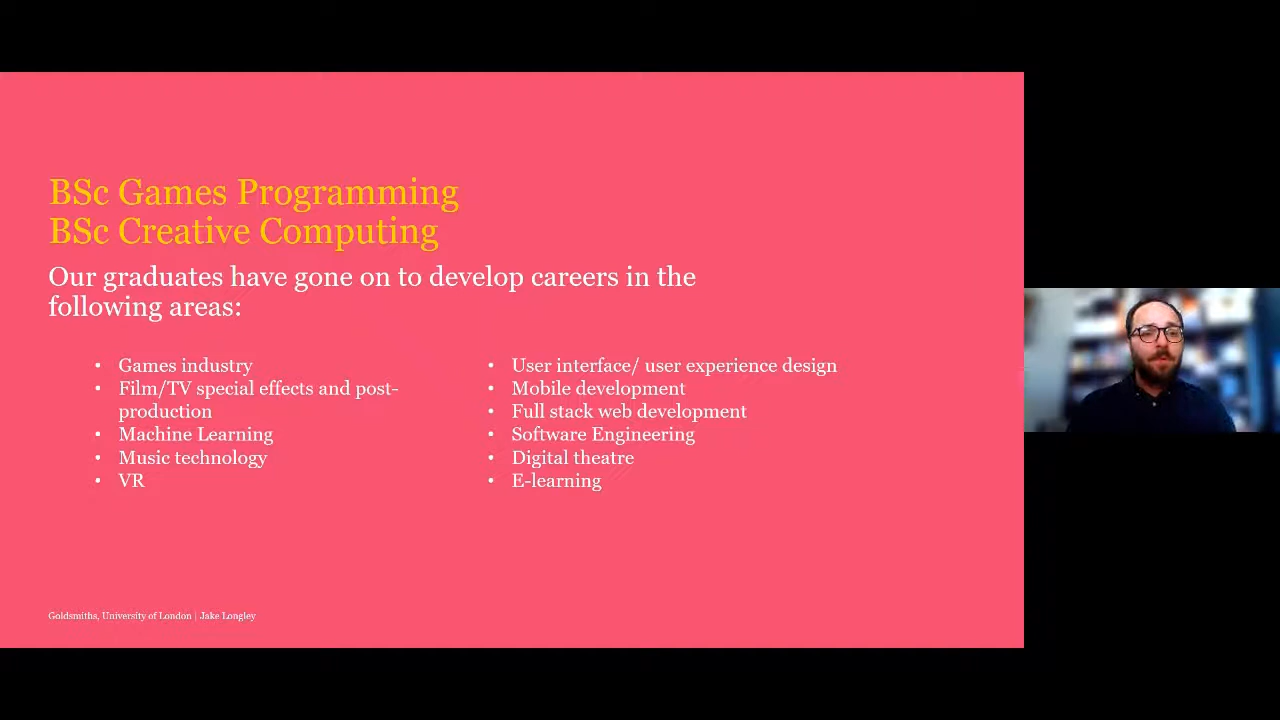 BSc Games Programming
BSc Creative Computing
Our graduates have gone on to develop careers in the
following areas:
• Games industry
• Film/TV special effects and post-
production
• Machine Learning
• Music technology
• VR
• User interface/ user experience design
• Mobile development
• Full stack web development
• Software Engineering
• Digital theatre
• E-learning
Goldsmiths, University of London | Jake Longley